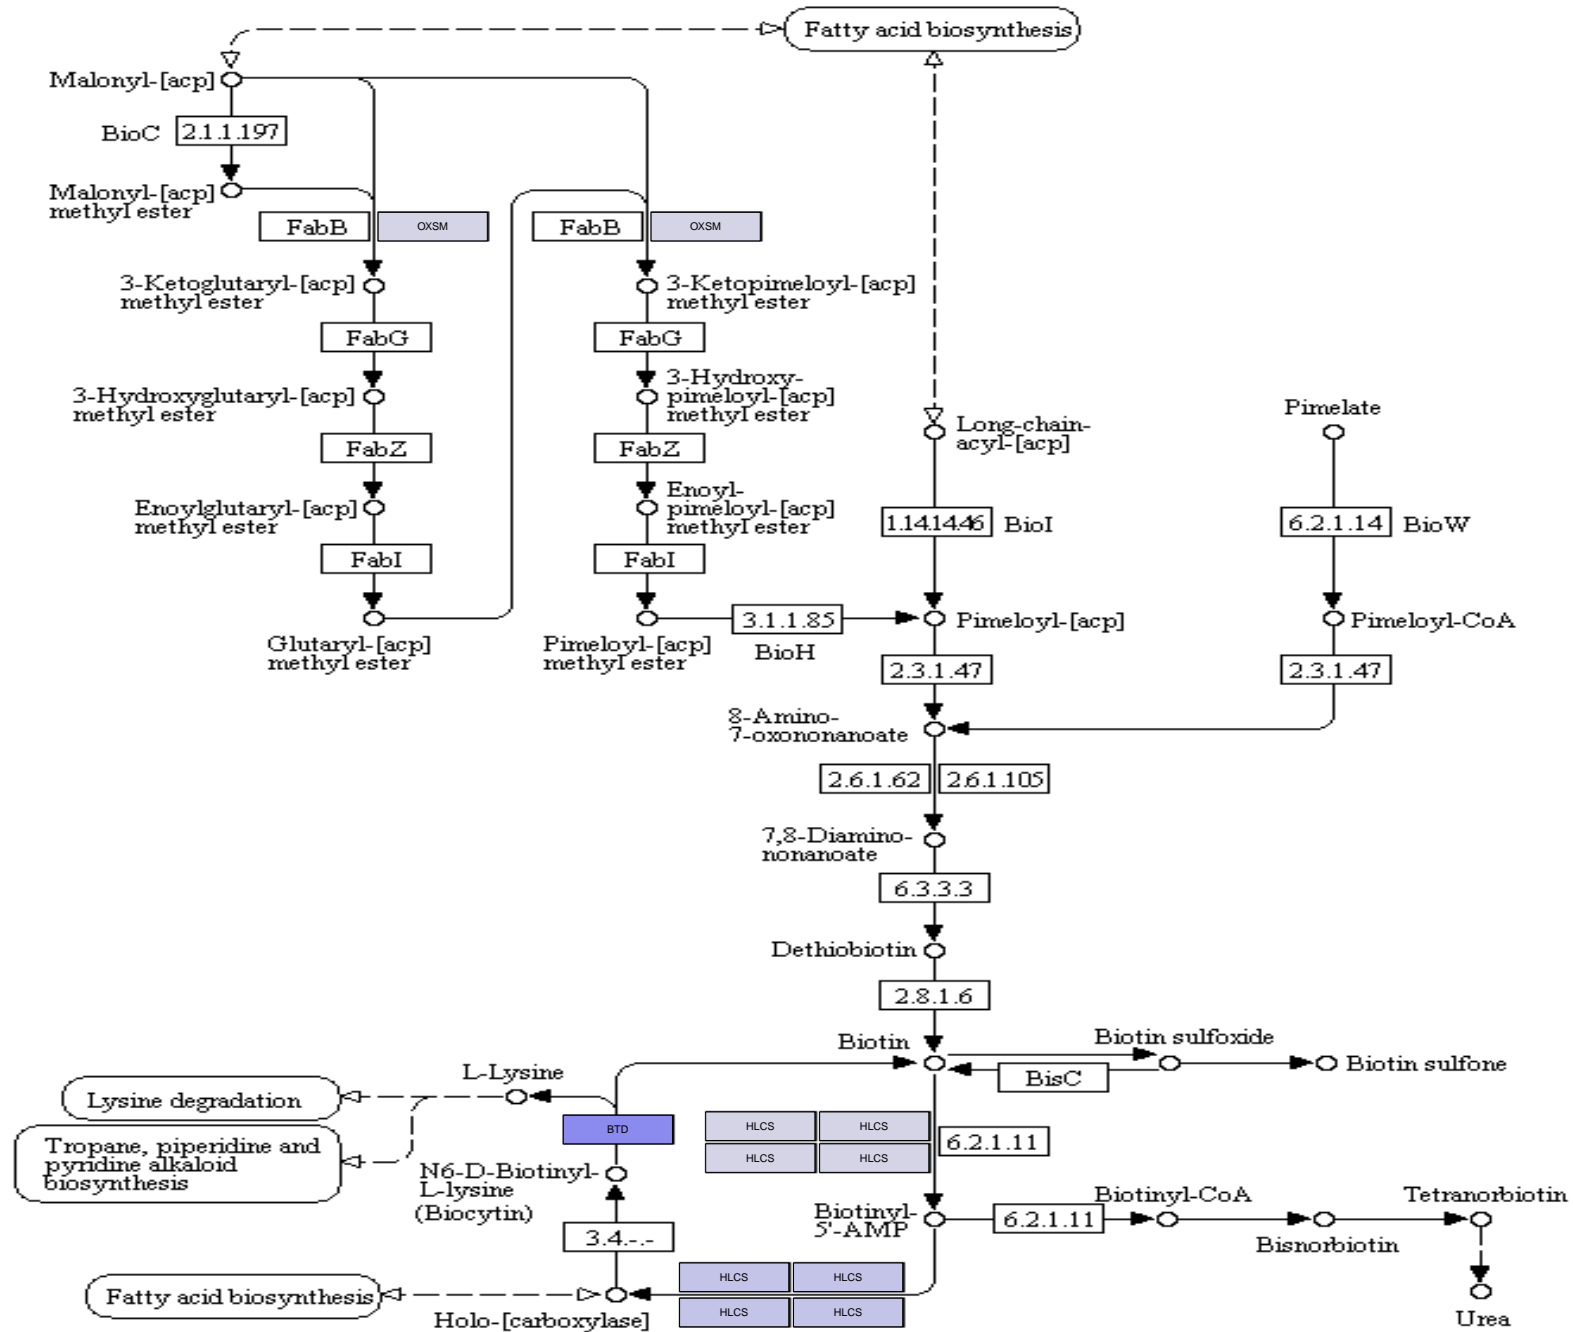 Fatty acid biosynthesis
Malonyl-[acp]
BioC
2.1.1.197
Malonyl-[acp]
methyl ester
FabB
OXSM
FabB
OXSM
3-Ketoglutaryl-[acp]
methyl ester
3-Ketopimeloyl-[acp]
methyl ester
FabG
FabG
3-Hydroxyglutaryl-[acp]
methyl ester
3-Hydroxy-
pimeloyl-[acp]
methyl ester
Long-chain-
acyl-[acp]
Pimelate
FabZ
FabZ
Enoylglutaryl-[acp]
methyl ester
Enoyl-
pimeloyl-[acp]
methyl ester
1.14.14.46
BioI
6.2.1.14
BioW
FabI
FabI
Glutaryl-[acp]
methyl ester
Pimeloyl-[acp]
methyl ester
3.1.1.85
BioH
Pimeloyl-[acp]
Pimeloyl-CoA
2.3.1.47
2.3.1.47
8-Amino-
7-oxononanoate
2.6.1.62
2.6.1.105
7,8-Diamino-
nonanoate
6.3.3.3
Dethiobiotin
2.8.1.6
Biotin
Biotin sulfoxide
Biotin sulfone
BisC
L-Lysine
Lysine degradation
BTD
HLCS
HLCS
HLCS
HLCS
6.2.1.11
Tropane, piperidine and
pyridine alkaloid
biosynthesis
N6-D-Biotinyl-
L-lysine
(Biocytin)
Biotinyl-
5'-AMP
6.2.1.11
Biotinyl-CoA
Bisnorbiotin
Tetranorbiotin
3.4.-.-
HLCS
HLCS
HLCS
HLCS
Fatty acid biosynthesis
Holo-[carboxylase]
Urea